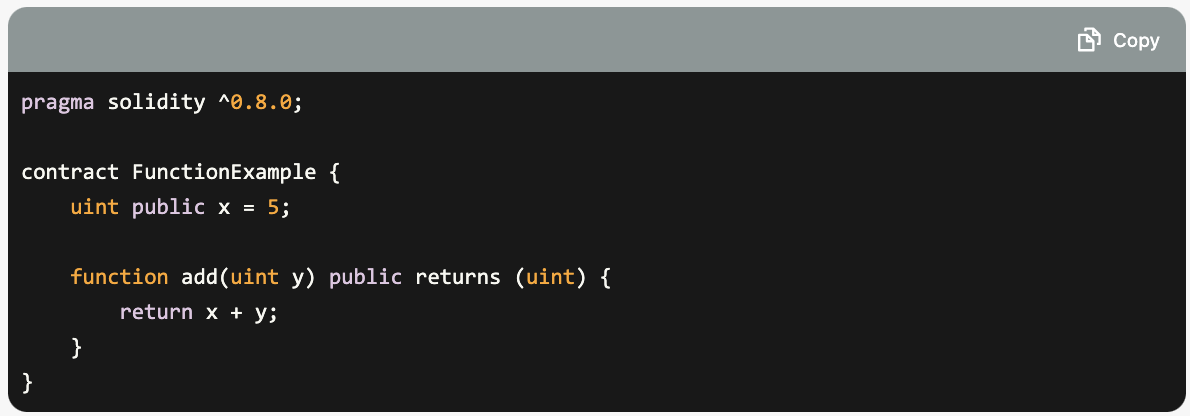 Copy
pragma solidity ^0.8.0;
contract FunctionExample {
    uint public x = 5;
    function add(uint y) public returns (uint) {
        return x + y;
    }
}